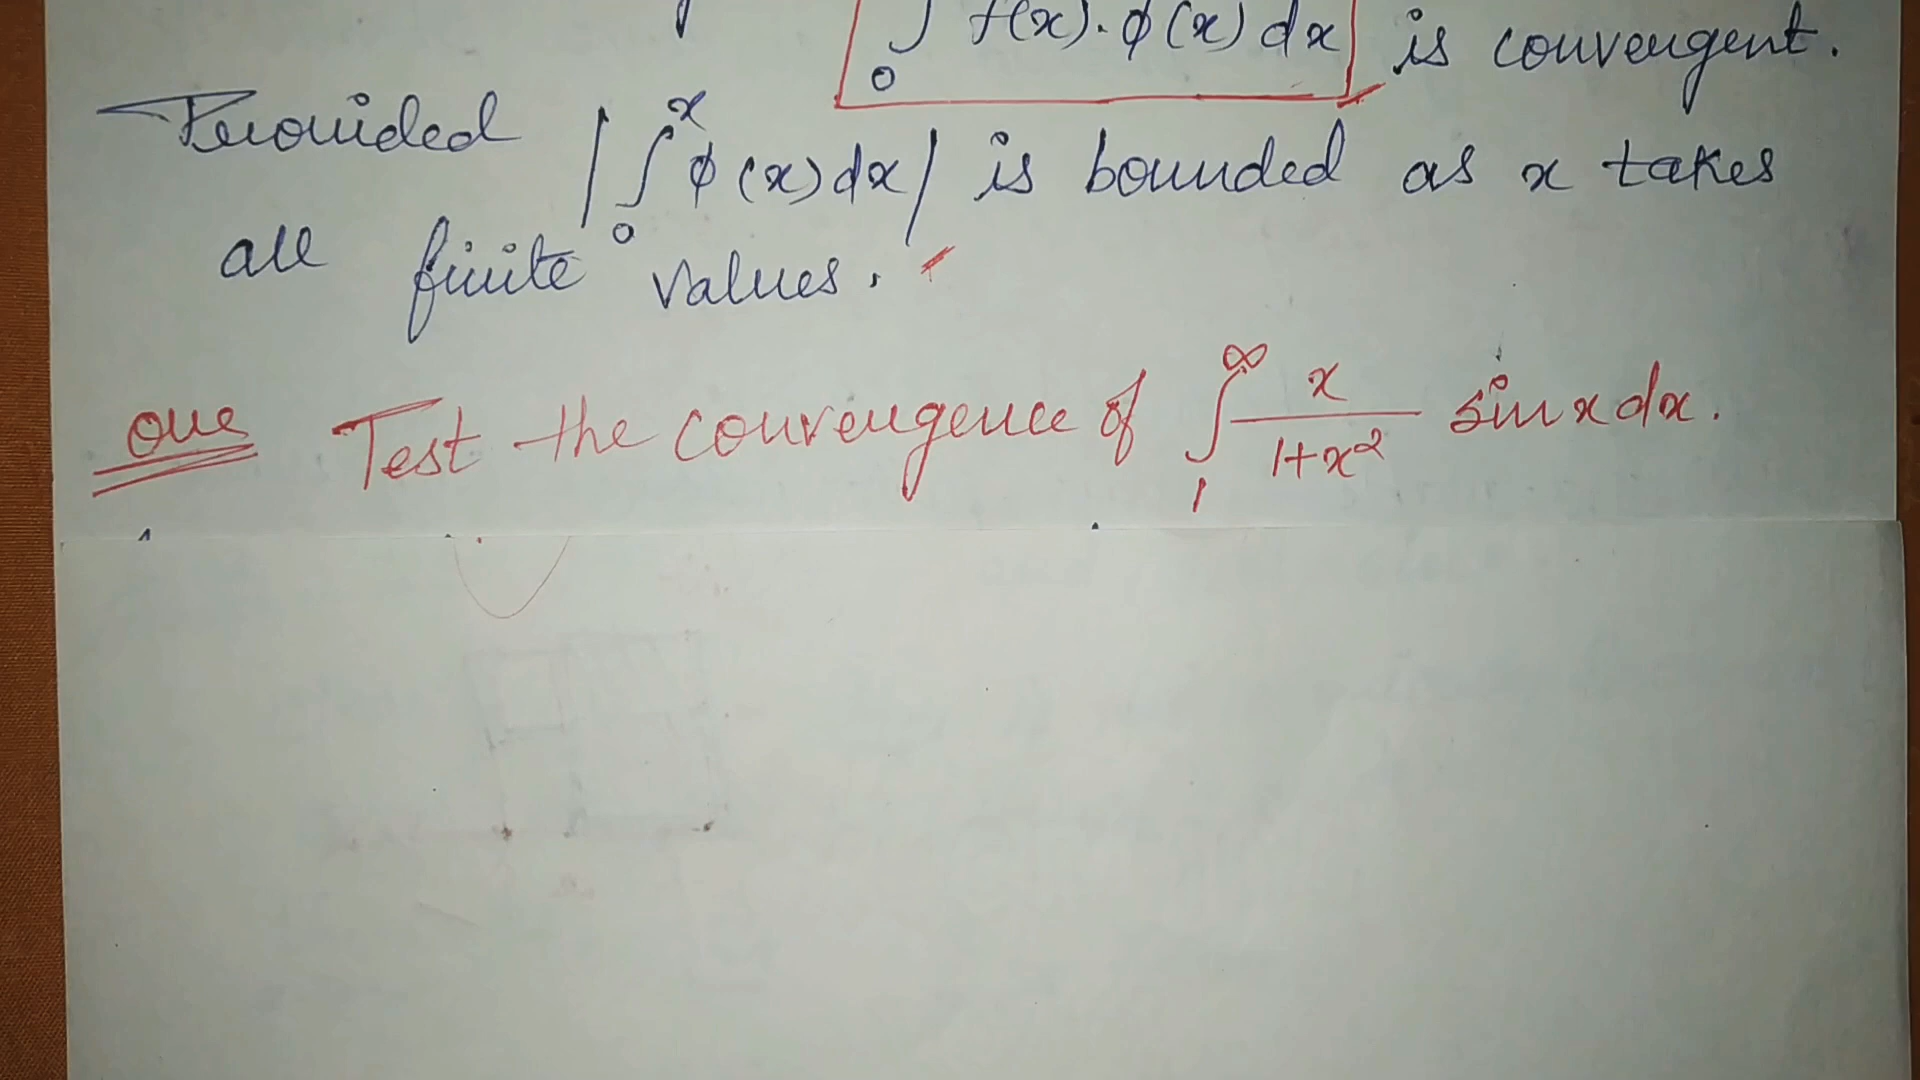 ∫₀ f(x).φ(x)dx is convergent.
Provided |∫₀ˣ φ(x)dx| is bounded as x takes
all finite values.
Que Test the convergence of ∫₁^∞ x/(1+x²) sinx dx.